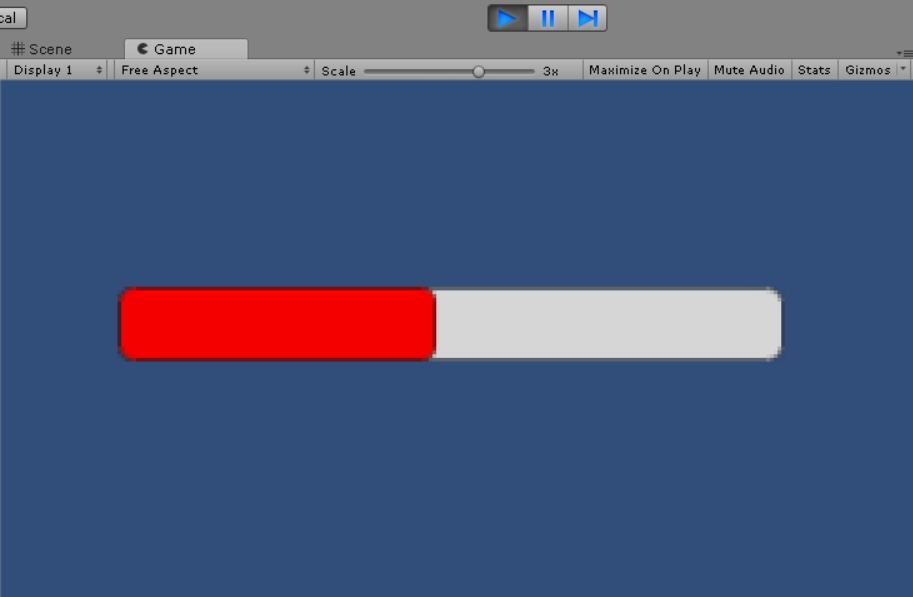 cal
Scene Game
Display 1 Free Aspect Scale 3x Maximize On Play Mute Audio Stats Gizmos